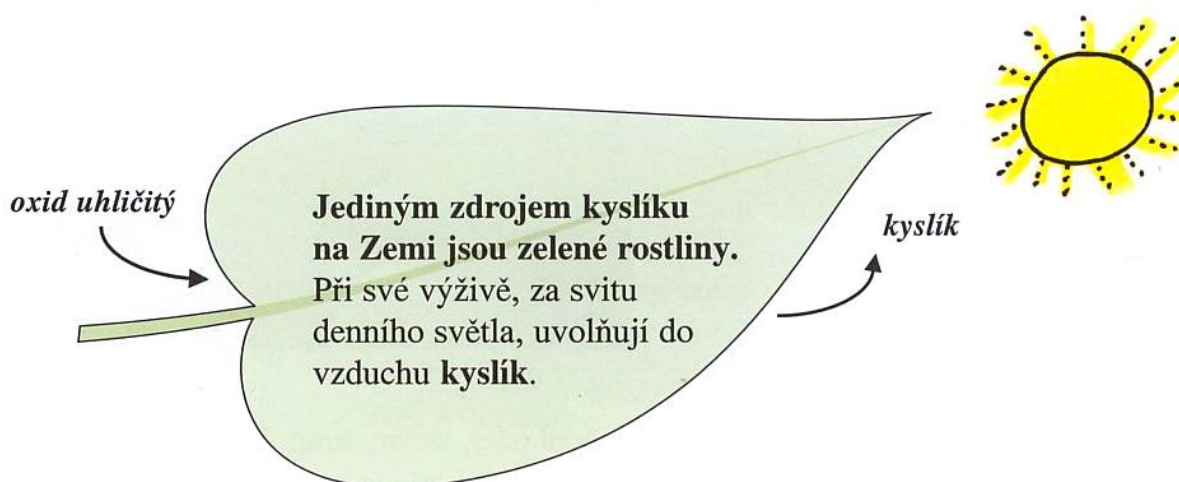 oxid uhličitý
Jediným zdrojem kyslíku
na Zemi jsou zelené rostliny.
Při své výživě, za svitu
denního světla, uvolňují do
vzduchu kyslík.
kyslík